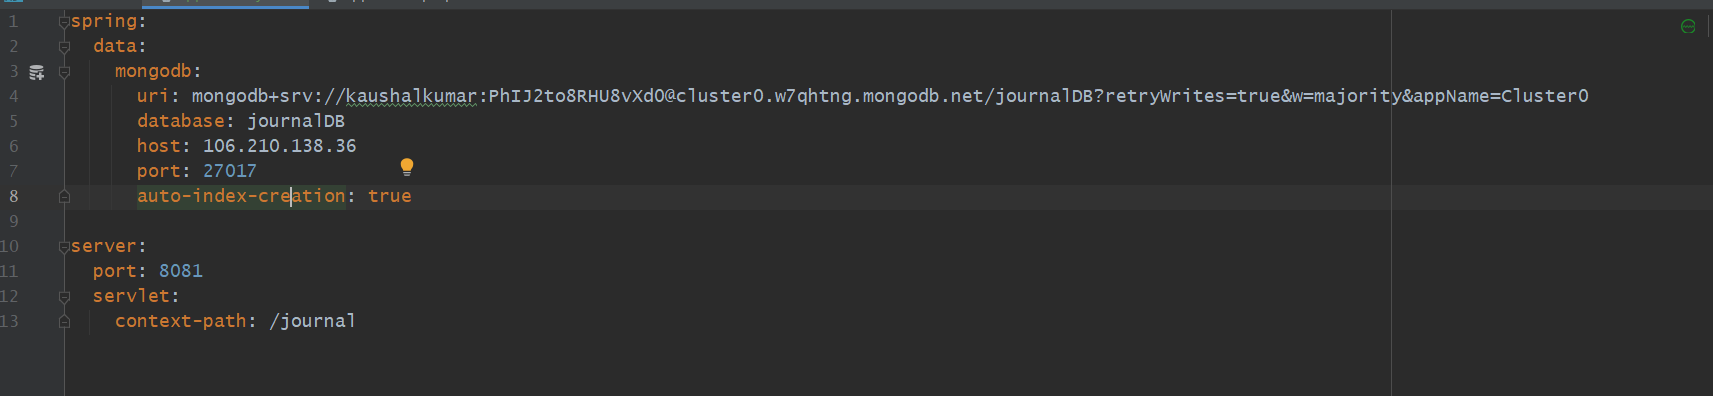 1 spring:
2 data:
3 mongodb:
4 uri: mongodb+srv://kaushalkumar:PhIJ2to8RHU8vXdO@cluster0.w7qhtng.mongodb.net/journalDB?retryWrites=true&w=majority&appName=Cluster0
5 database: journalDB
6 host: 106.210.138.36
7 port: 27017
8 auto-index-creation: true
9
10 server:
11 port: 8081
12 servlet:
13 context-path: /journal